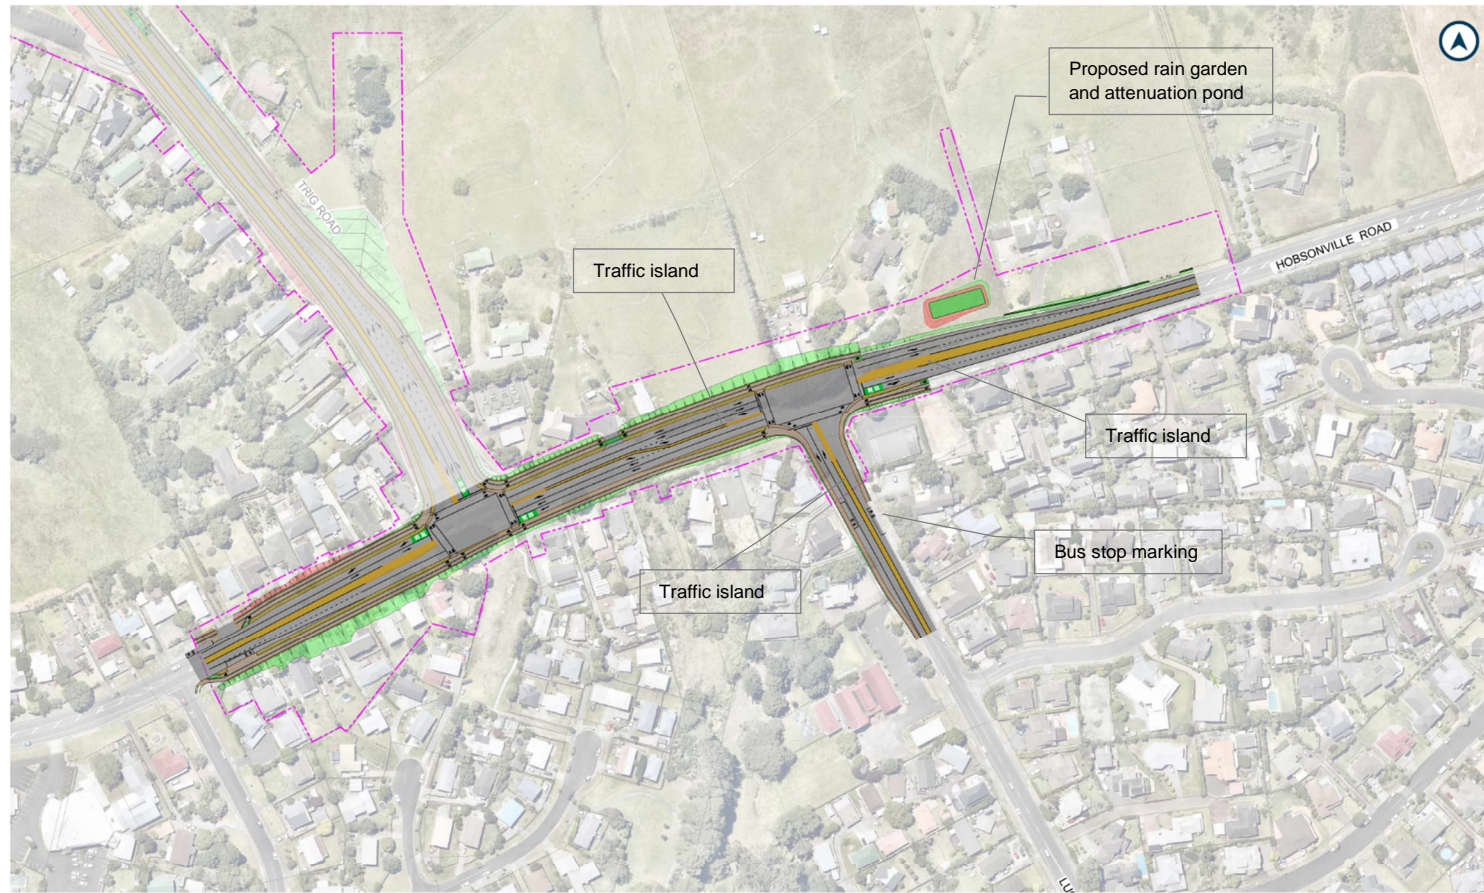 Proposed rain garden
and attenuation pond
TRIG ROAD
HOBSONVILLE ROAD
Traffic island
Traffic island
Bus stop marking
Traffic island